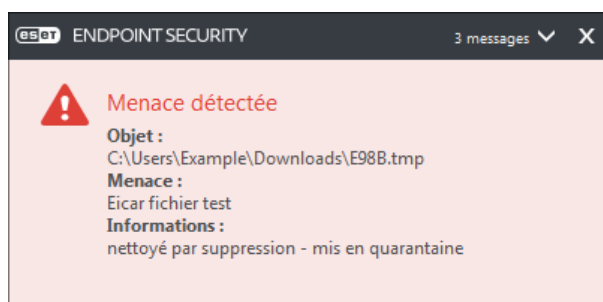 eset ENDPOINT SECURITY 3 messages X
Menace détectée
Objet :
C:\Users\Example\Downloads\E98B.tmp
Menace :
Eicar fichier test
Informations :
nettoyé par suppression - mis en quarantaine